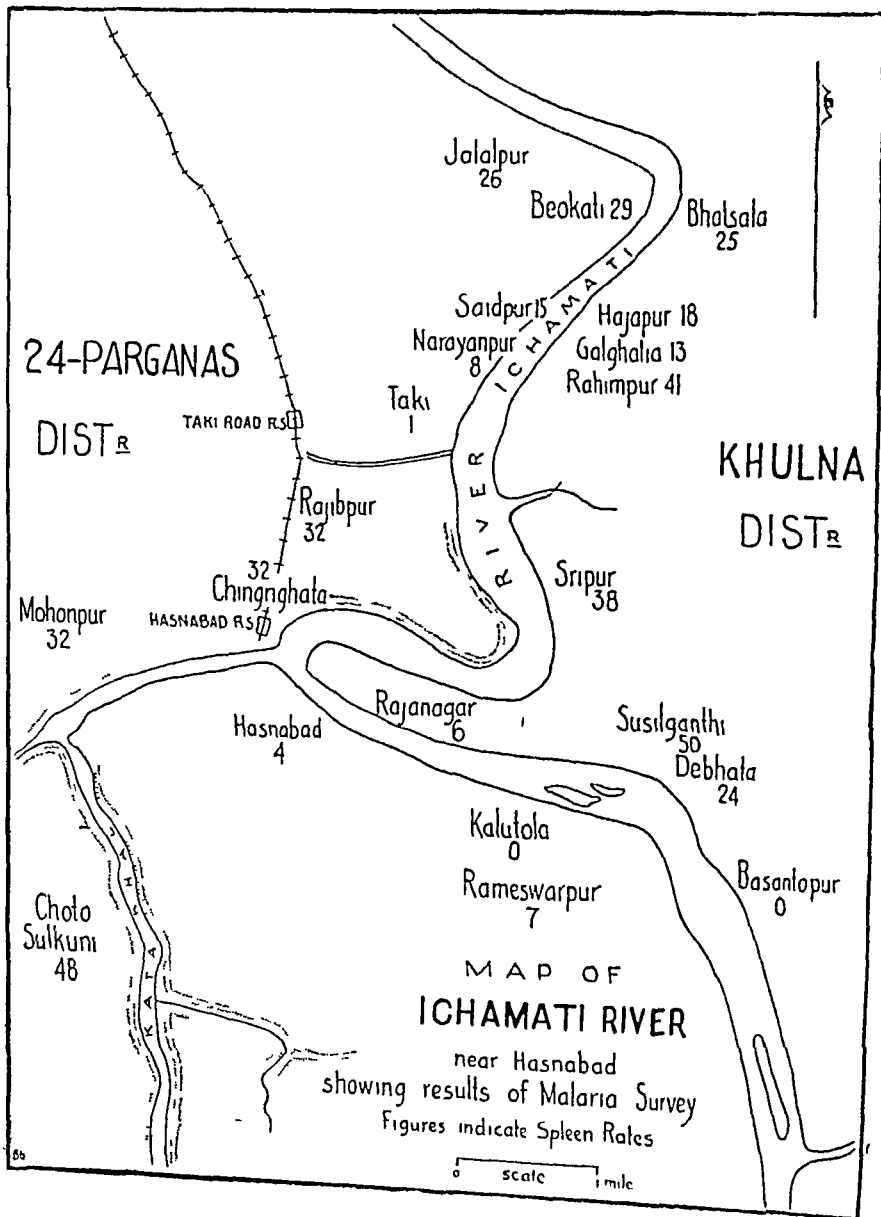 Jalalpur
26
Beokati 29
Bhatsala
25
Saidpur 15
Hajapur 18
Narayanpur
8
Galghalia 13
Rahimpur 41
RIVER ICHAMATI
24-PARGANAS
DISTR
Taki
1
TAKI ROAD R.S
KHULNA
DISTR
Rajibpur
32
32
Chingrighata
Sripur
38
Mohonpur
32
HASNABAD R.S
Rajanagar
6
Hasnabad
4
Susilganthi
50
Debhata
24
Kalutola
0
Basantopur
0
Rameswarpur
7
Choto
Sulkuni
48
KATA KHAL
MAP OF
ICHAMATI RIVER
near Hasnabad
showing results of Malaria Survey
Figures indicate Spleen Rates
0 scale 1 mile